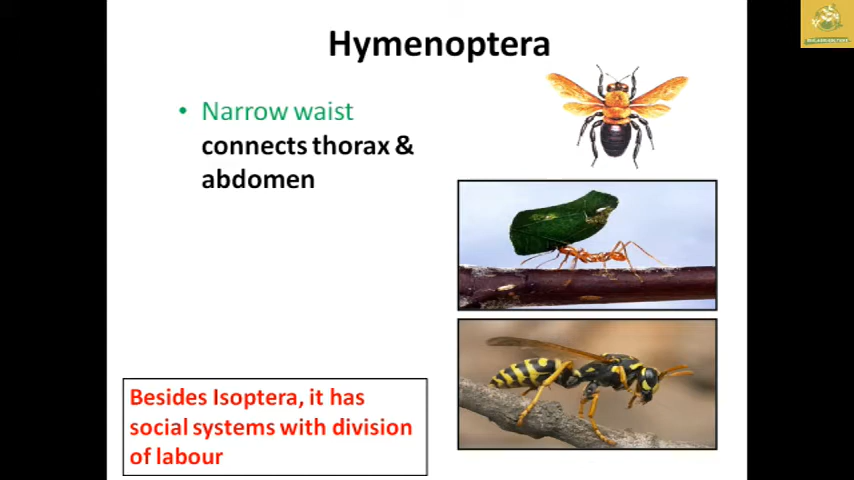 Hymenoptera
• Narrow waist
connects thorax &
abdomen
Besides Isoptera, it has
social systems with division
of labour